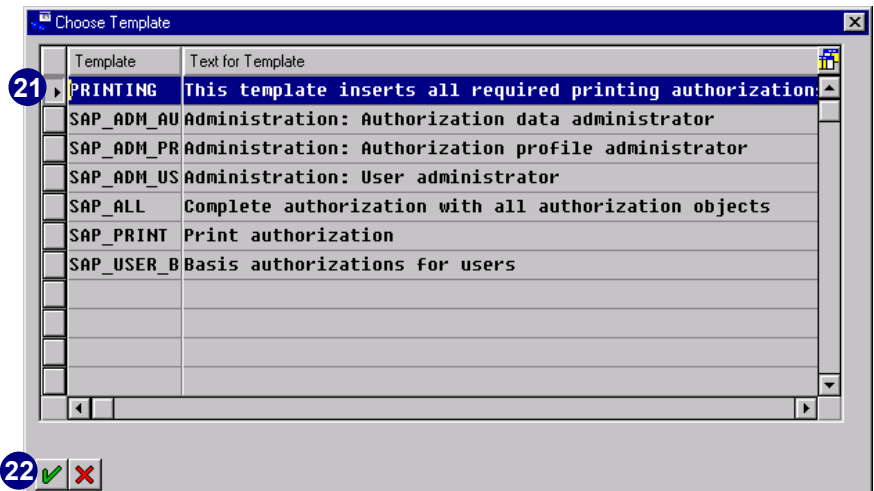 Choose Template
Template Text for Template
21 PRINTING This template inserts all required printing authorization
SAP_ADM_AU Administration: Authorization data administrator
SAP_ADM_PR Administration: Authorization profile administrator
SAP_ADM_US Administration: User administrator
SAP_ALL Complete authorization with all authorization objects
SAP_PRINT Print authorization
SAP_USER_B Basis authorizations for users
22